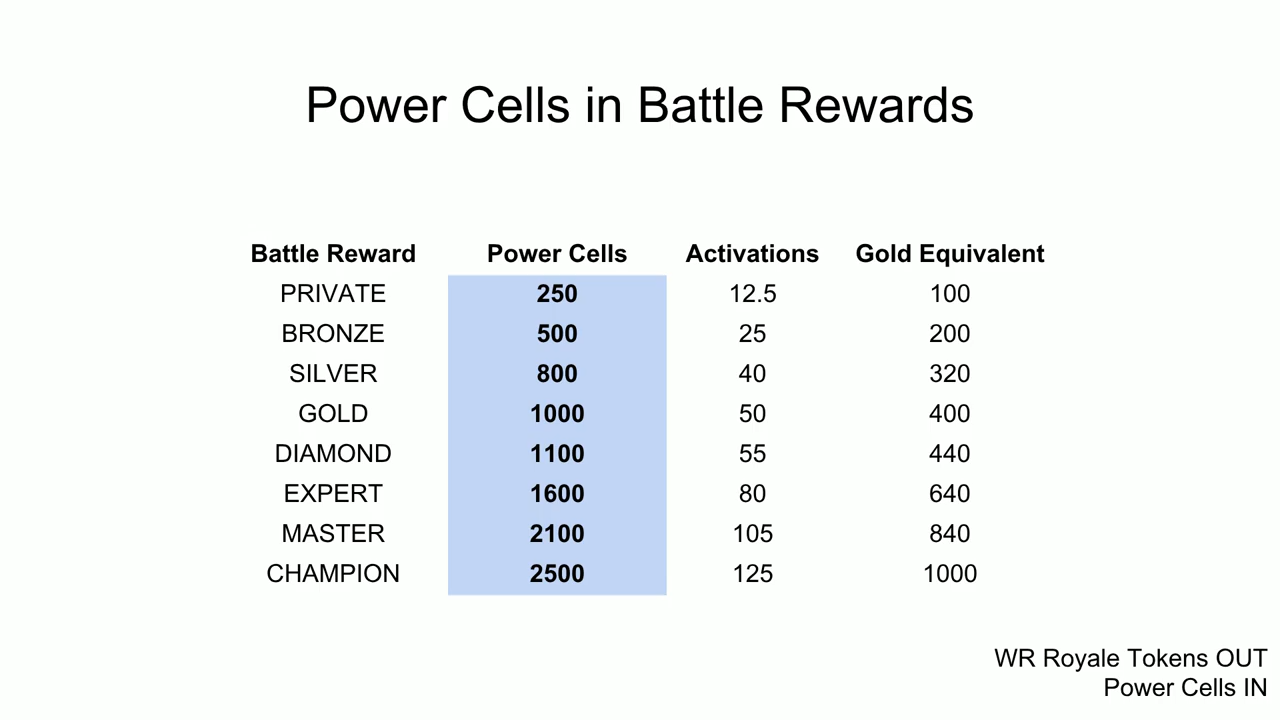 Power Cells in Battle Rewards
Battle Reward Power Cells Activations Gold Equivalent
PRIVATE 250 12.5 100
BRONZE 500 25 200
SILVER 800 40 320
GOLD 1000 50 400
DIAMOND 1100 55 440
EXPERT 1600 80 640
MASTER 2100 105 840
CHAMPION 2500 125 1000
WR Royale Tokens OUT
Power Cells IN